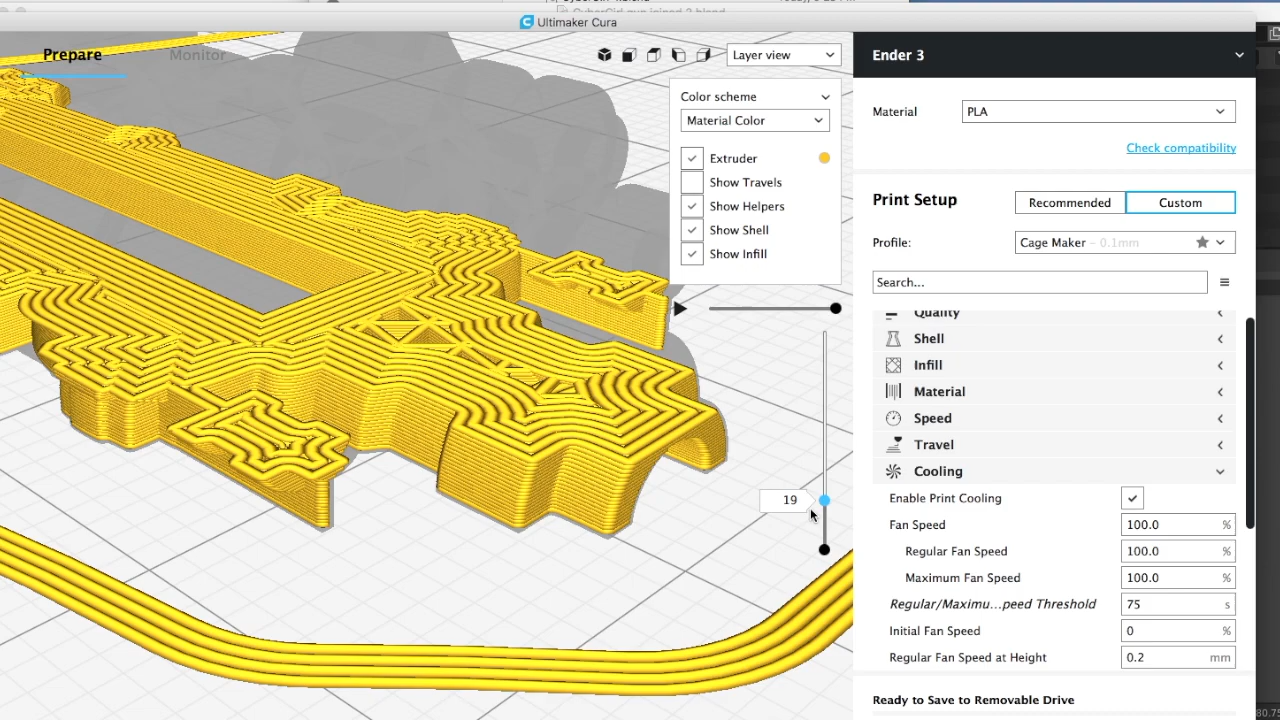 Ultimaker Cura
Prepare
Monitor
Layer view
Ender 3
Color scheme
Material Color
Extruder
Show Travels
Show Helpers
Show Shell
Show Infill
Material
PLA
Check compatibility
Print Setup
Recommended
Custom
Profile:
Cage Maker - 0.1mm
Search...
Quality
Shell
Infill
Material
Speed
Travel
Cooling
Enable Print Cooling
Fan Speed
100.0 %
Regular Fan Speed
100.0 %
Maximum Fan Speed
100.0 %
Regular/Maximu...peed Threshold
75 s
Initial Fan Speed
0 %
Regular Fan Speed at Height
0.2 mm
19
Ready to Save to Removable Drive